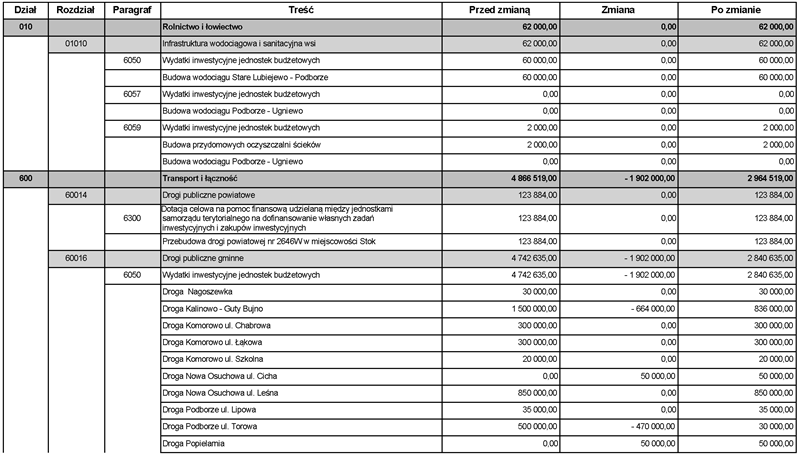 Dział Rozdział Paragraf Treść Przed zmianą Zmiana Po zmianie
010 Rolnictwo i łowiectwo 62 000,00 0,00 62 000,00
01010 Infrastruktura wodociągowa i sanitacyjna wsi 62 000,00 0,00 62 000,00
6050 Wydatki inwestycyjne jednostek budżetowych 60 000,00 0,00 60 000,00
Budowa wodociągu Stare Lubiejewo - Podborze 60 000,00 0,00 60 000,00
6057 Wydatki inwestycyjne jednostek budżetowych 0,00 0,00 0,00
Budowa wodociągu Podborze - Ugniewo 0,00 0,00 0,00
6059 Wydatki inwestycyjne jednostek budżetowych 2 000,00 0,00 2 000,00
Budowa przydomowych oczyszczalni ścieków 2 000,00 0,00 2 000,00
Budowa wodociągu Podborze - Ugniewo 0,00 0,00 0,00
600 Transport i łączność 4 866 519,00 - 1 902 000,00 2 964 519,00
60014 Drogi publiczne powiatowe 123 884,00 0,00 123 884,00
Dotacja celowa na pomoc finansową udzielaną między jednostkami
6300 samorządu terytorialnego na dofinansowanie własnych zadań 123 884,00 0,00 123 884,00
inwestycyjnych i zakupów inwestycyjnych
Przebudowa drogi powiatowej nr 2646W w miejscowości Stok 123 884,00 0,00 123 884,00
60016 Drogi publiczne gminne 4 742 635,00 - 1 902 000,00 2 840 635,00
6050 Wydatki inwestycyjne jednostek budżetowych 4 742 635,00 - 1 902 000,00 2 840 635,00
Droga Nagoszewka 30 000,00 0,00 30 000,00
Droga Kalinowo - Guty Bujno 1 500 000,00 - 664 000,00 836 000,00
Droga Komorowo ul. Chabrowa 300 000,00 0,00 300 000,00
Droga Komorowo ul. Łąkowa 300 000,00 0,00 300 000,00
Droga Komorowo ul. Szkolna 20 000,00 0,00 20 000,00
Droga Nowa Osuchowa ul. Cicha 0,00 50 000,00 50 000,00
Droga Nowa Osuchowa ul. Leśna 850 000,00 0,00 850 000,00
Droga Podborze ul. Lipowa 35 000,00 0,00 35 000,00
Droga Podborze ul. Torowa 500 000,00 - 470 000,00 30 000,00
Droga Popielarnia 0,00 50 000,00 50 000,00